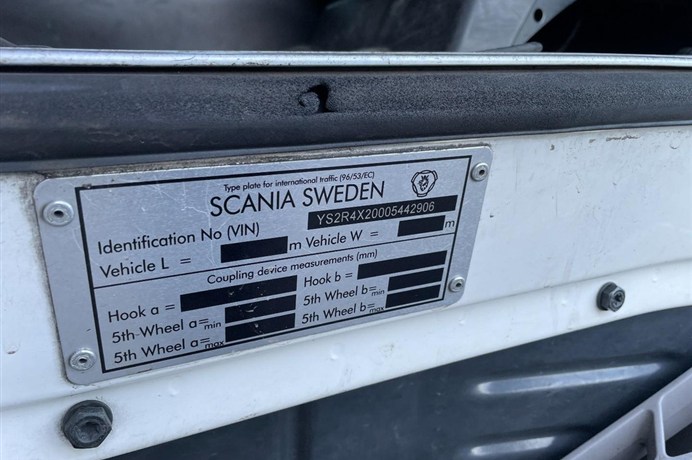 Type plate for international traffic (96/53/EC)
SCANIA SWEDEN
Identification No (VIN) YS2R4X20005442906
Vehicle L = m Vehicle W = m
Coupling device measurements (mm)
Hook a = Hook b =
5th-Wheel a=min 5th Wheel b=min
5th Wheel a=max 5th Wheel b=max